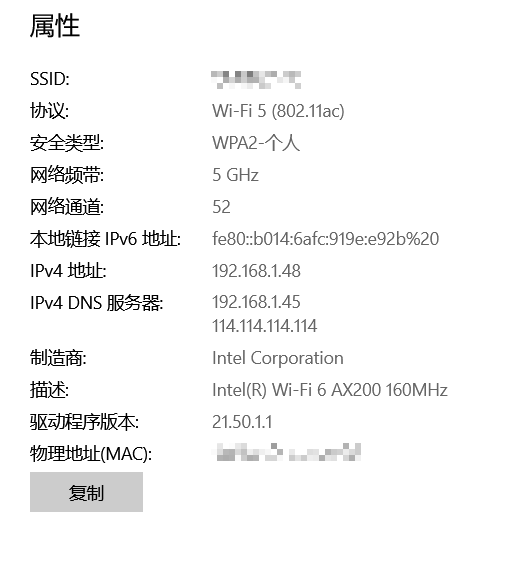 属性
SSID:
协议: Wi-Fi 5 (802.11ac)
安全类型: WPA2-个人
网络频带: 5 GHz
网络通道: 52
本地链接 IPv6 地址: fe80::b014:6afc:919e:e92b%20
IPv4 地址: 192.168.1.48
IPv4 DNS 服务器: 192.168.1.45
114.114.114.114
制造商: Intel Corporation
描述: Intel(R) Wi-Fi 6 AX200 160MHz
驱动程序版本: 21.50.1.1
物理地址(MAC):
复制